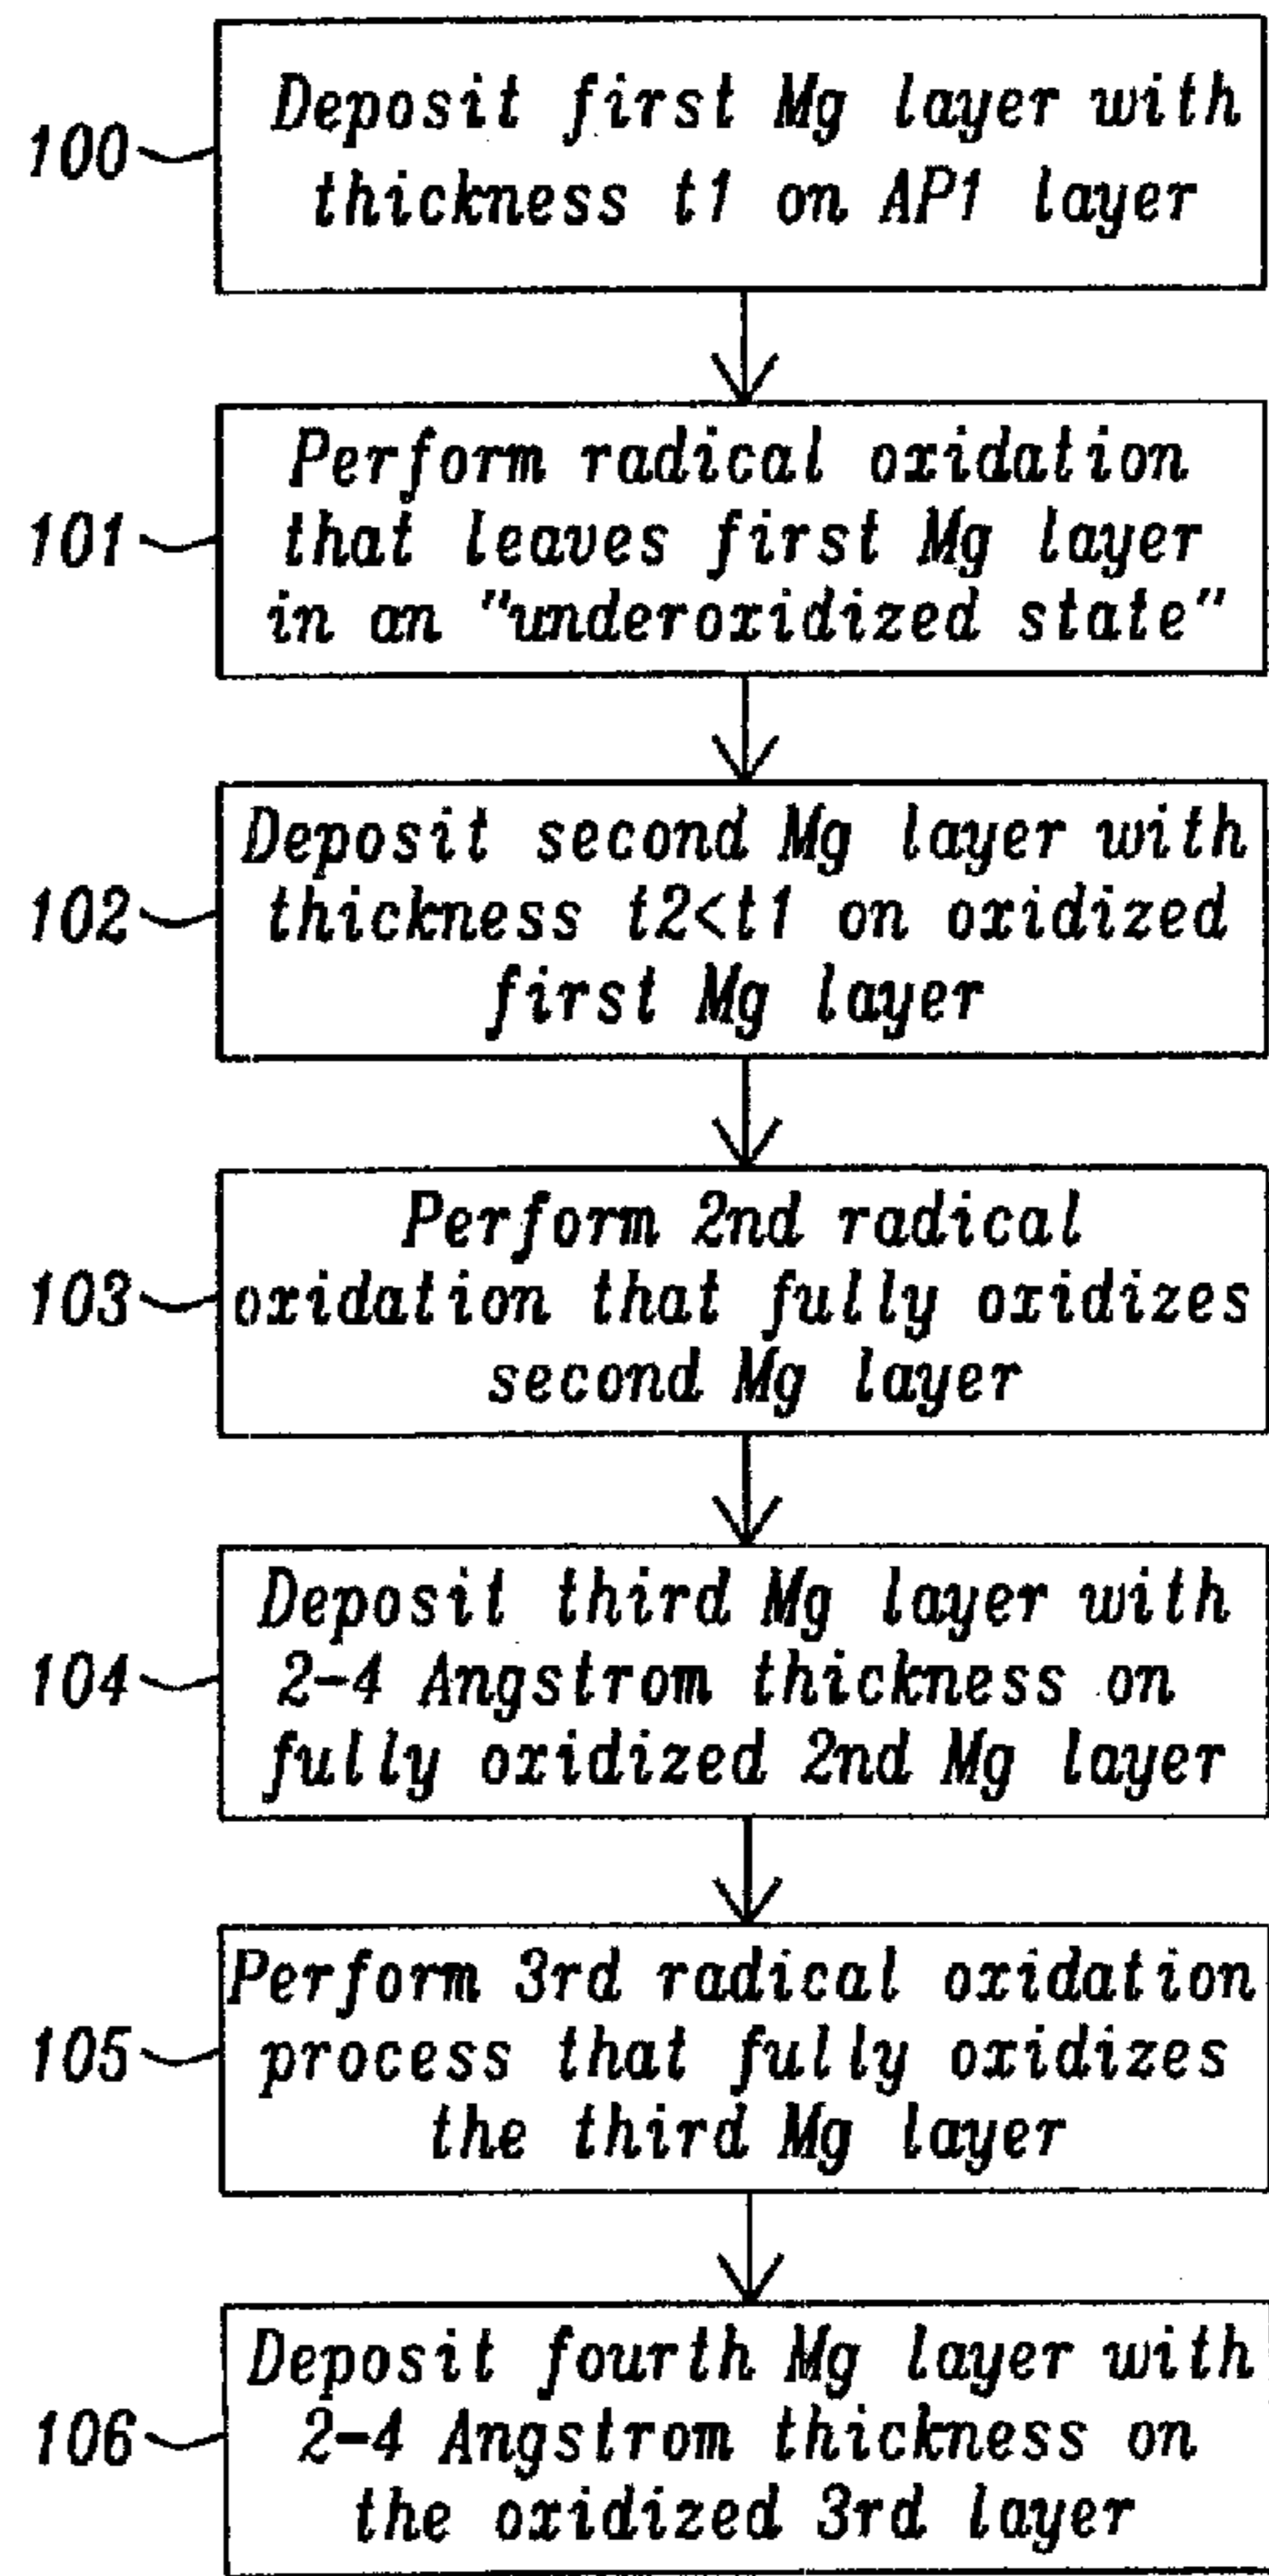 100
Deposit first Mg layer with
thickness t1 on AP1 layer
101
Perform radical oxidation
that leaves first Mg layer
in an "underoxidized state"
102
Deposit second Mg layer with
thickness t2<t1 on oxidized
first Mg layer
103
Perform 2nd radical
oxidation that fully oxidizes
second Mg layer
104
Deposit third Mg layer with
2-4 Angstrom thickness on
fully oxidized 2nd Mg layer
105
Perform 3rd radical oxidation
process that fully oxidizes
the third Mg layer
106
Deposit fourth Mg layer with
2-4 Angstrom thickness on
the oxidized 3rd layer